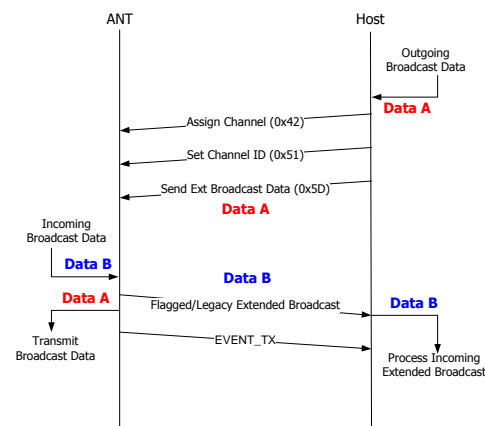 ANT
Host
Outgoing
Broadcast Data
Data A
Assign Channel (0x42)
Set Channel ID (0x51)
Send Ext Broadcast Data (0x5D)
Data A
Incoming
Broadcast Data
Data B
Data B
Data A
Flagged/Legacy Extended Broadcast
Data B
EVENT_TX
Transmit
Broadcast Data
Process Incoming
Extended Broadcast